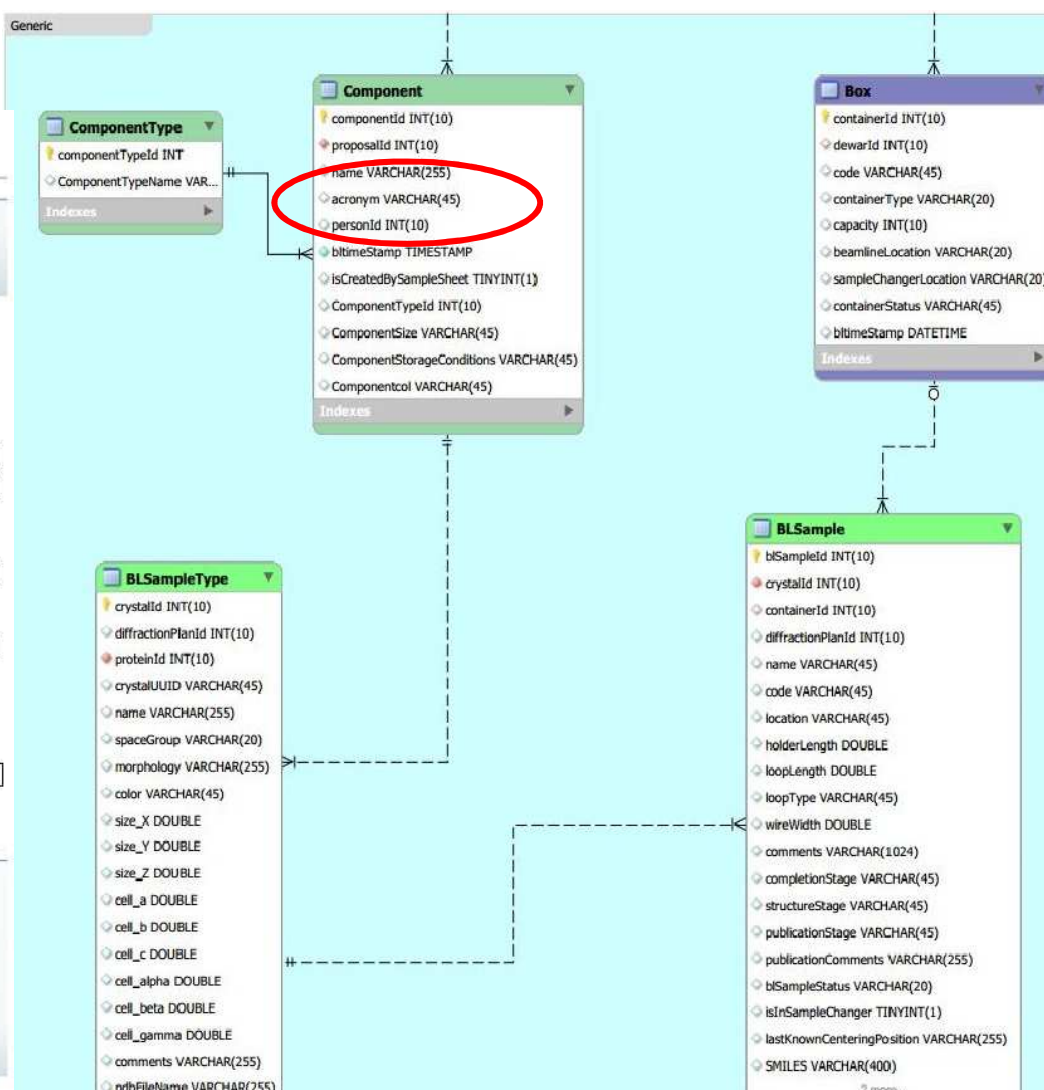 Generic
ComponentType
componentTypeId INT
ComponentTypeName VAR...
Indexes
Component
componentId INT(10)
proposalId INT(10)
name VARCHAR(255)
acronym VARCHAR(45)
personId INT(10)
bltimeStamp TIMESTAMP
isCreatedBySampleSheet TINYINT(1)
ComponentTypeId INT(10)
ComponentSize VARCHAR(45)
ComponentStorageConditions VARCHAR(45)
Componentcol VARCHAR(45)
Indexes
Box
containerId INT(10)
dewarId INT(10)
code VARCHAR(45)
containerType VARCHAR(20)
capacity INT(10)
beamlineLocation VARCHAR(20)
sampleChangerLocation VARCHAR(20)
containerStatus VARCHAR(45)
bltimeStamp DATETIME
Indexes
BLSampleType
crystalId INT(10)
diffractionPlanId INT(10)
proteinId INT(10)
crystalUUID VARCHAR(45)
name VARCHAR(255)
spaceGroup VARCHAR(20)
morphology VARCHAR(255)
color VARCHAR(45)
size_X DOUBLE
size_Y DOUBLE
size_Z DOUBLE
cell_a DOUBLE
cell_b DOUBLE
cell_c DOUBLE
cell_alpha DOUBLE
cell_beta DOUBLE
cell_gamma DOUBLE
comments VARCHAR(255)
pdbFileName VARCHAR(255)
BLSample
blSampleId INT(10)
crystalId INT(10)
containerId INT(10)
diffractionPlanId INT(10)
name VARCHAR(45)
code VARCHAR(45)
location VARCHAR(45)
holderLength DOUBLE
loopLength DOUBLE
loopType VARCHAR(45)
wireWidth DOUBLE
comments VARCHAR(1024)
completionStage VARCHAR(45)
structureStage VARCHAR(45)
publicationStage VARCHAR(45)
publicationComments VARCHAR(255)
blSampleStatus VARCHAR(20)
isInSampleChanger TINYINT(1)
lastKnownCenteringPosition VARCHAR(255)
SMILES VARCHAR(400)